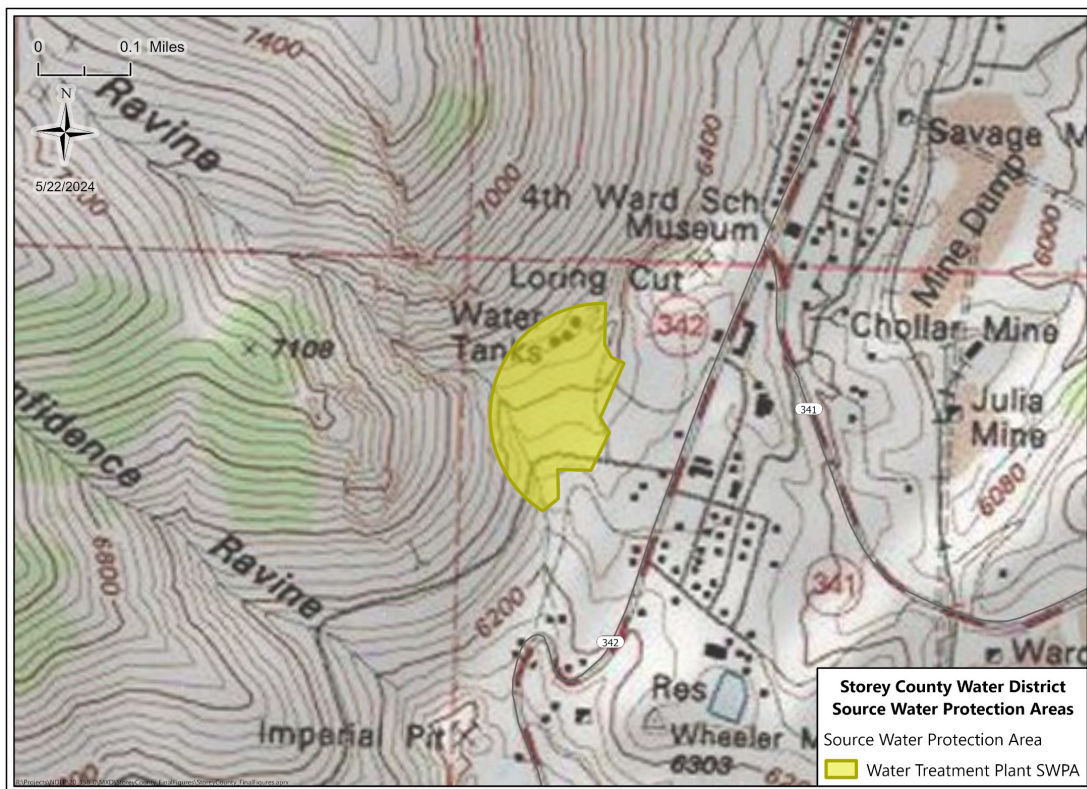 0 0.1 Miles
N
5/22/2024
7400
Ravine
7000
6400
4th Ward Sch
Museum
Savage M
Mine Dump
6000
Loring Cut
342
Water
Tanks
7108
Chollar Mine
341
Julia
Mine
6080
nfidence
Ravine
6800
6200
341
342
Res
Ward
Imperial Pit
Wheeler M
6303
Storey County Water District
Source Water Protection Areas
Source Water Protection Area
Water Treatment Plant SWPA